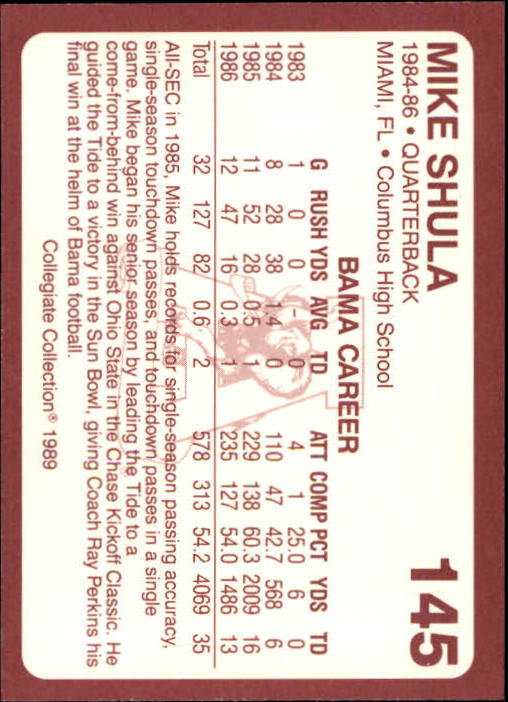 MIKE SHULA 145
1984-86 • QUARTERBACK
MIAMI, FL • Columbus High School
BAMA CAREER
G RUSH YDS AVG TD ATT COMP PCT YDS TD
1983 1 0 0 - 0 4 1 25.0 6 0
1984 8 28 38 1.4 0 110 47 42.7 568 6
1985 11 52 28 0.5 1 229 138 60.3 2009 16
1986 12 47 16 0.3 1 235 127 54.0 1486 13
Total 32 127 82 0.6 2 578 313 54.2 4069 35
All-SEC in 1985, Mike holds records for single-season passing accuracy,
single-season touchdown passes, and touchdown passes in a single
game. Mike began his senior season by leading the Tide to a
come-from-behind win against Ohio State in the Chase Kickoff Classic. He
guided the Tide to a victory in the Sun Bowl, giving Coach Ray Perkins his
final win at the helm of Bama football.
Collegiate Collection® 1989